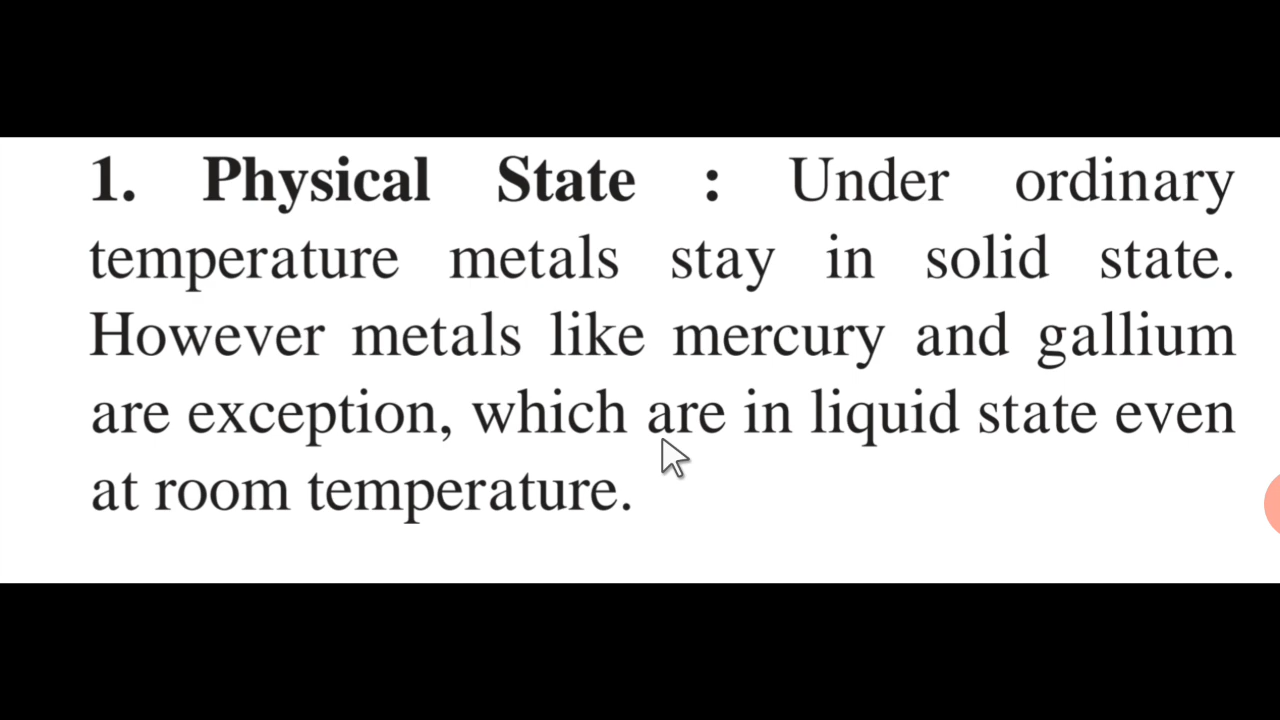 1. Physical State : Under ordinary
temperature metals stay in solid state.
However metals like mercury and gallium
are exception, which are in liquid state even
at room temperature.